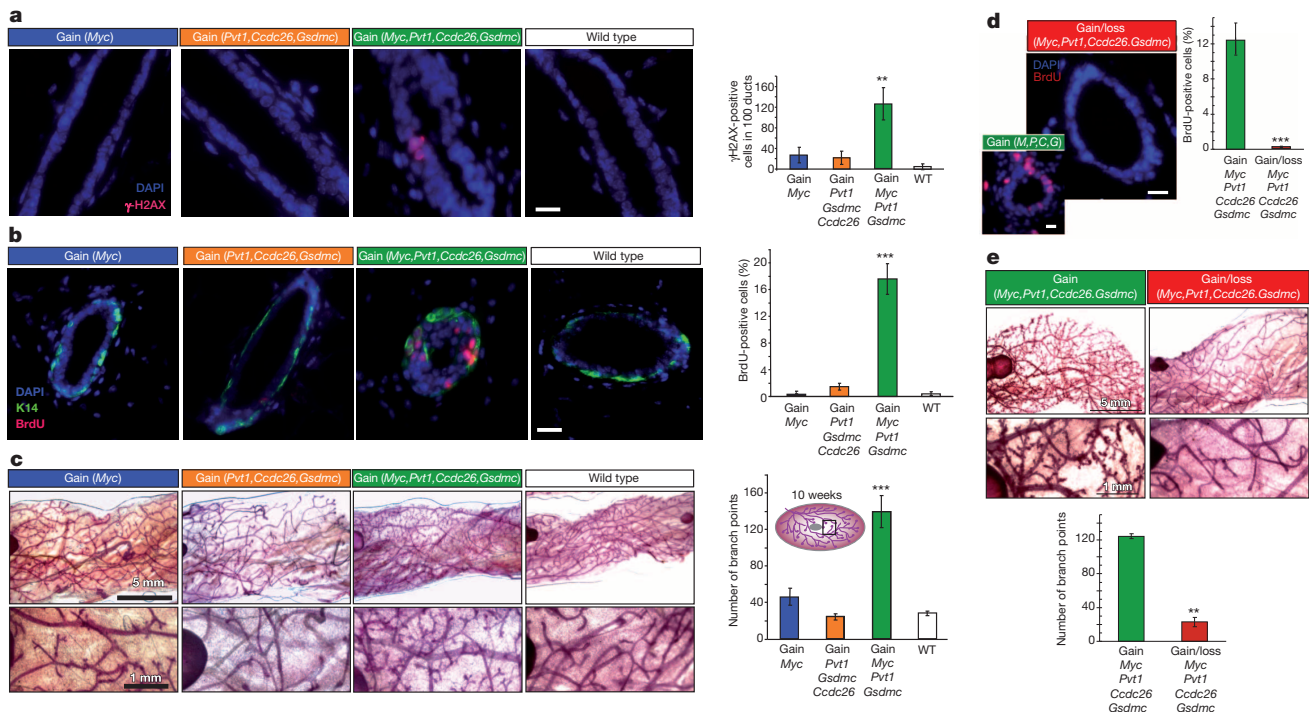 a
Gain (Myc)
Gain (Pvt1,Ccdc26,Gsdmc)
Gain (Myc,Pvt1,Ccdc26,Gsdmc)
Wild type
DAPI
γ-H2AX
γH2AX-positive
cells in 100 ducts
160
120
80
40
0
**
Gain
Myc
Gain
Pvt1
Gsdmc
Ccdc26
Gain
Myc
Pvt1
Gsdmc
WT
b
Gain (Myc)
Gain (Pvt1,Ccdc26,Gsdmc)
Gain (Myc,Pvt1,Ccdc26,Gsdmc)
Wild type
DAPI
K14
BrdU
BrdU-positive cells (%)
20
16
12
8
4
0
***
Gain
Myc
Gain
Pvt1
Gsdmc
Ccdc26
Gain
Myc
Pvt1
Gsdmc
WT
c
Gain (Myc)
Gain (Pvt1,Ccdc26,Gsdmc)
Gain (Myc,Pvt1,Ccdc26,Gsdmc)
Wild type
5 mm
1 mm
Number of branch points
160
120
80
40
0
10 weeks
***
Gain
Myc
Gain
Pvt1
Gsdmc
Ccdc26
Gain
Myc
Pvt1
Gsdmc
WT
d
Gain/loss
(Myc,Pvt1,Ccdc26.Gsdmc)
DAPI
BrdU
Gain (M,P,C,G)
BrdU-positive cells (%)
12
8
4
0
***
Gain
Myc
Pvt1
Ccdc26
Gsdmc
Gain/loss
Myc
Pvt1
Ccdc26
Gsdmc
e
Gain
(Myc,Pvt1,Ccdc26.Gsdmc)
Gain/loss
(Myc,Pvt1,Ccdc26.Gsdmc)
5 mm
1 mm
Number of branch points
120
80
40
0
**
Gain
Myc
Pvt1
Ccdc26
Gsdmc
Gain/loss
Myc
Pvt1
Ccdc26
Gsdmc